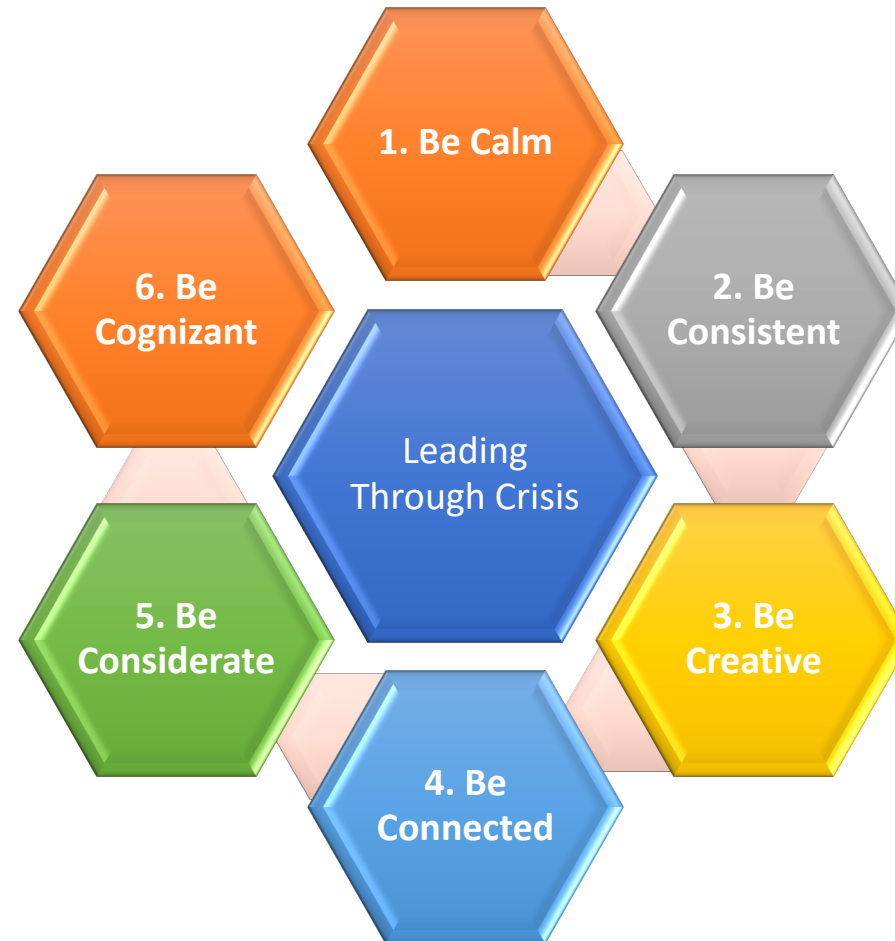 1. Be Calm
2. Be
Consistent
3. Be
Creative
4. Be
Connected
5. Be
Considerate
6. Be
Cognizant
Leading
Through Crisis